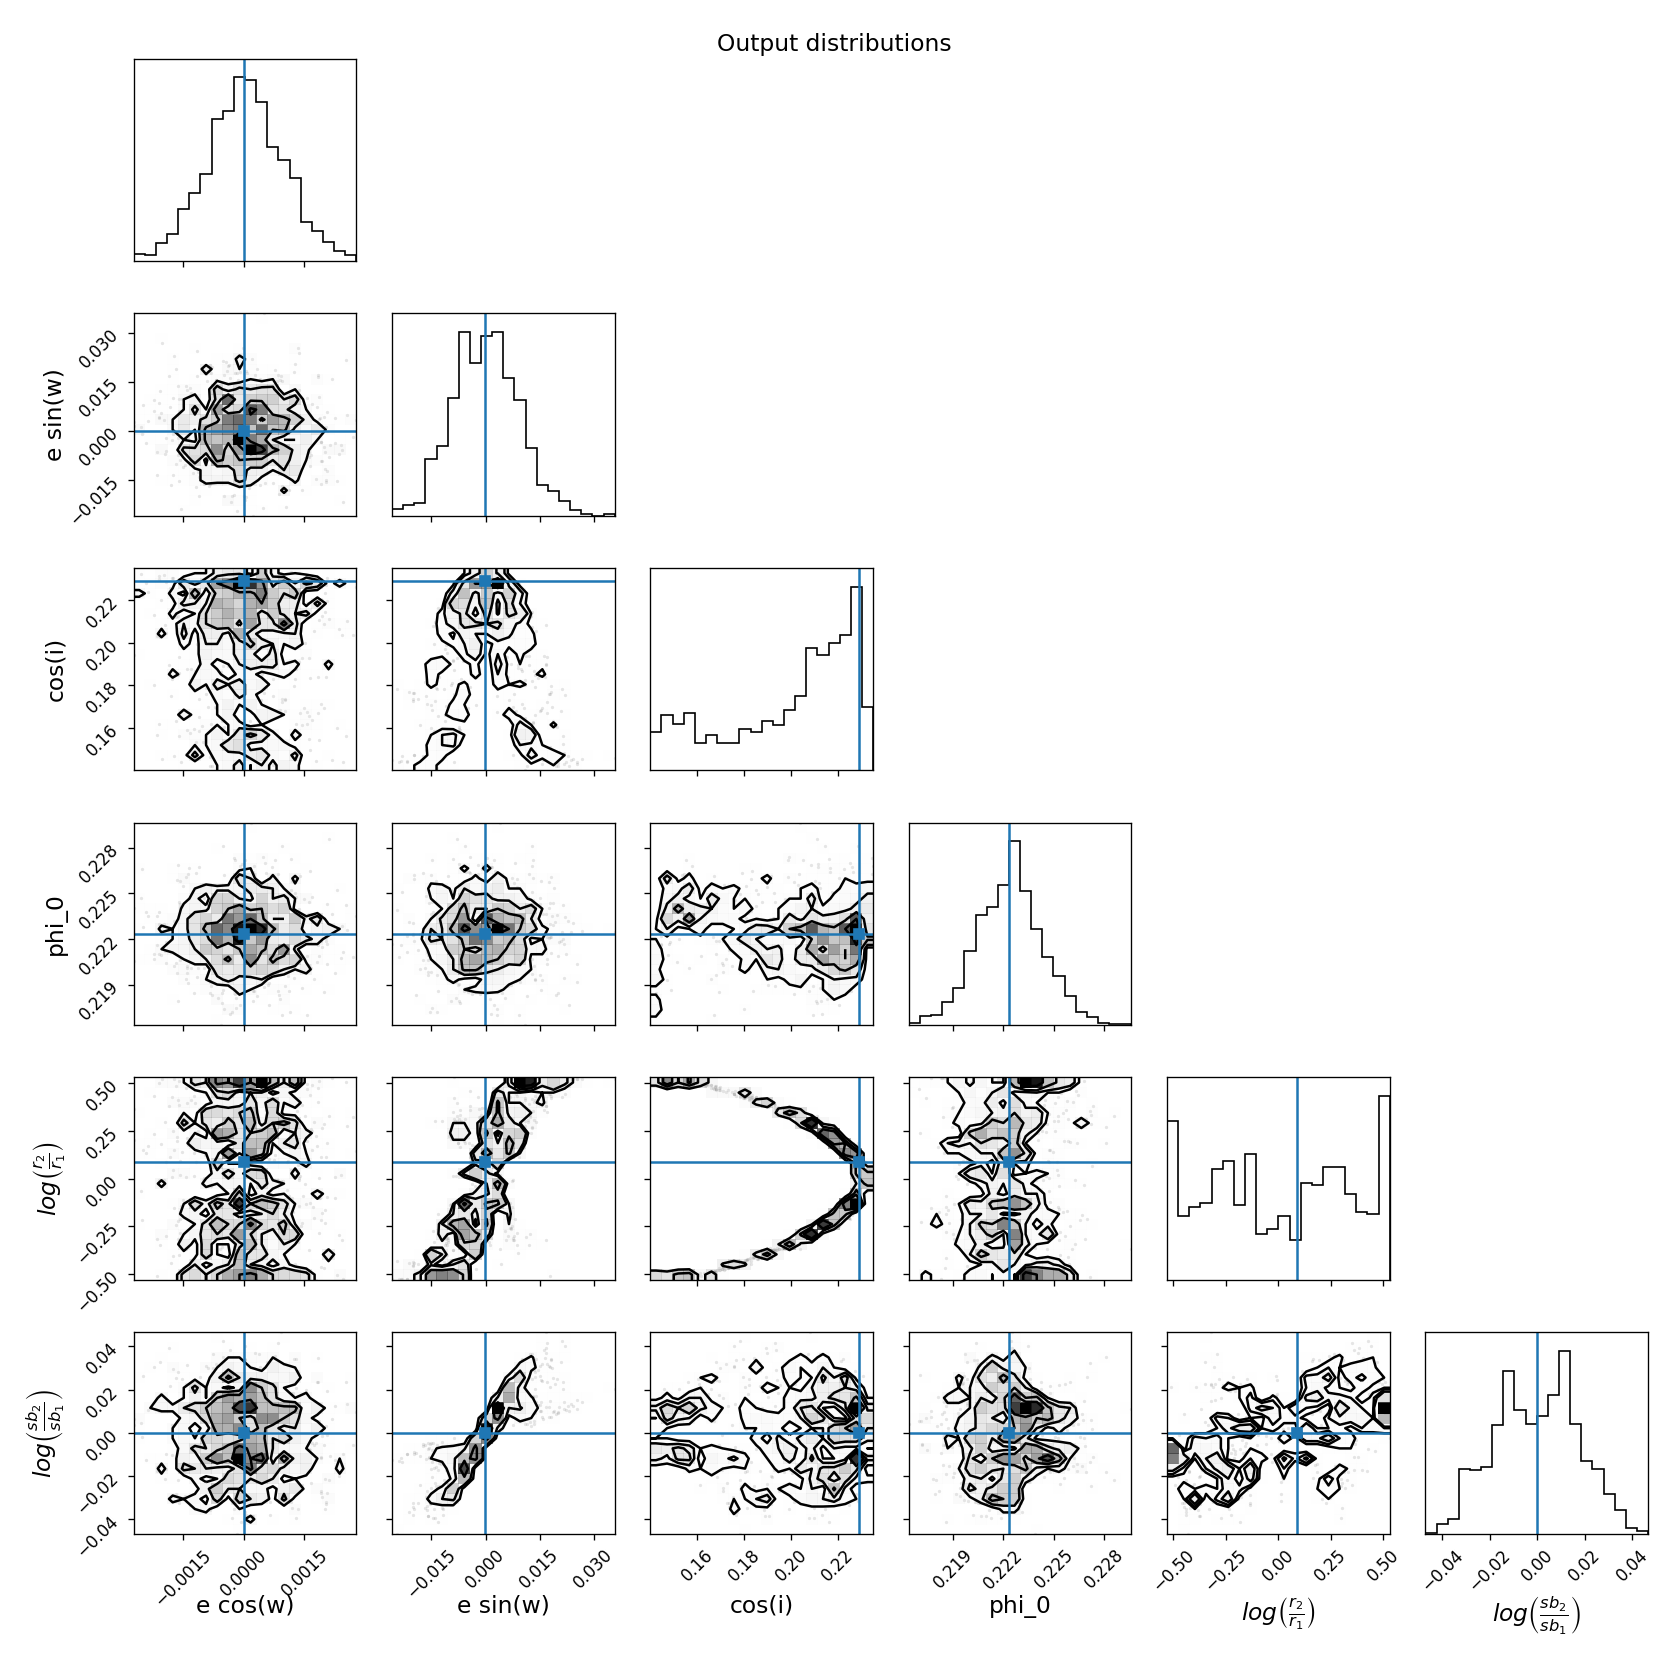 Output distributions
e sin(w)
0.030
0.015
0.000
−0.015
cos(i)
0.22
0.20
0.18
0.16
phi_0
0.228
0.225
0.222
0.219
log(r₂/r₁)
0.50
0.25
0.00
−0.25
−0.50
log(sb₂/sb₁)
0.04
0.02
0.00
−0.02
−0.04
−0.0015 0.0000 0.0015 −0.015 0.000 0.015 0.030 0.16 0.20 0.22 0.219 0.222 0.225 0.228 −0.50 −0.25 0.00 0.25 0.50 −0.04 −0.02 0.00 0.02 0.04
e cos(w) e sin(w) cos(i) phi_0 log(r₂/r₁) log(sb₂/sb₁)